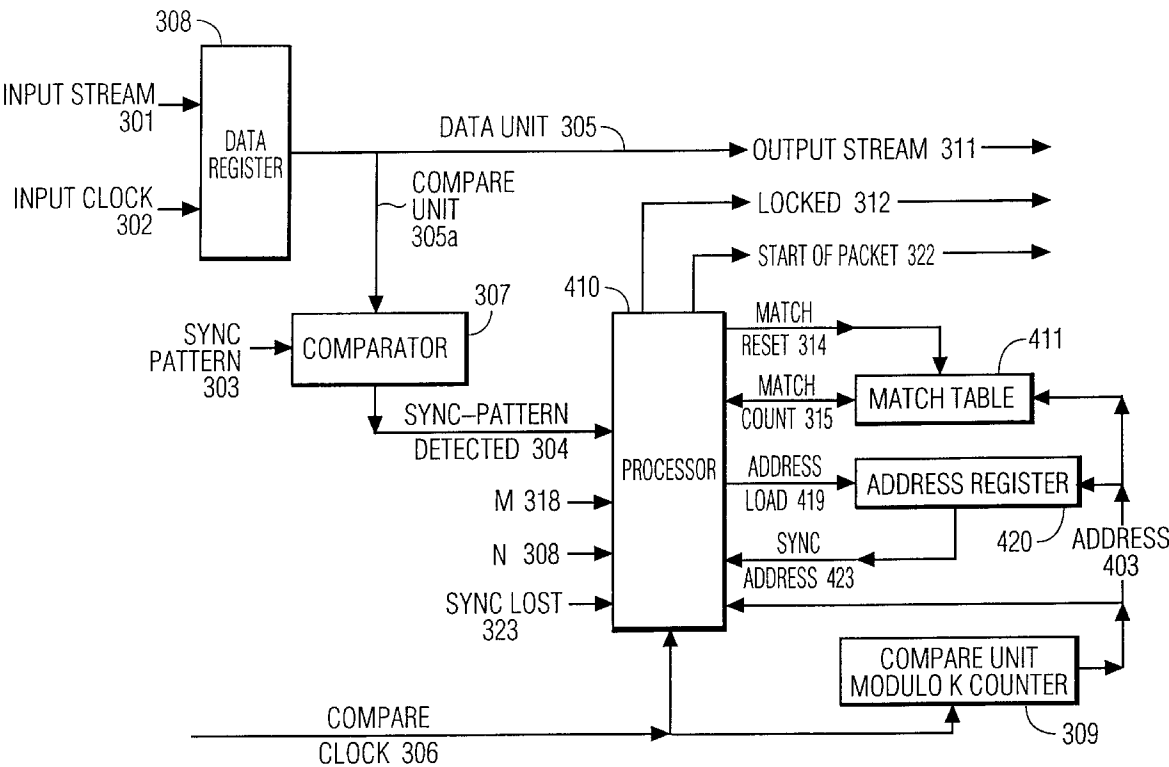 308
INPUT STREAM
301
DATA
REGISTER
INPUT CLOCK
302
DATA UNIT 305
OUTPUT STREAM 311
COMPARE
UNIT
305a
LOCKED 312
START OF PACKET 322
307
SYNC
PATTERN
303
COMPARATOR
410
MATCH
RESET 314
411
MATCH TABLE
MATCH
COUNT 315
SYNC–PATTERN
DETECTED 304
PROCESSOR
ADDRESS
LOAD 419
ADDRESS REGISTER
420
M 318
N 308
SYNC
ADDRESS 423
ADDRESS
403
SYNC LOST
323
COMPARE UNIT
MODULO K COUNTER
309
COMPARE
CLOCK 306